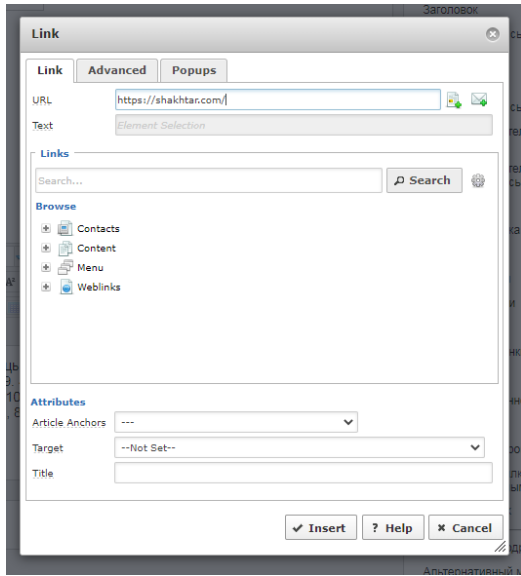 Заголовок
Link
Link Advanced Popups
URL https://shakhtar.com/
Text Element Selection
Links
Search... Search
Browse
Contacts
Content
Menu
Weblinks
Attributes
Article Anchors ---
Target --Not Set--
Title
Insert ? Help Cancel
Альтернативный